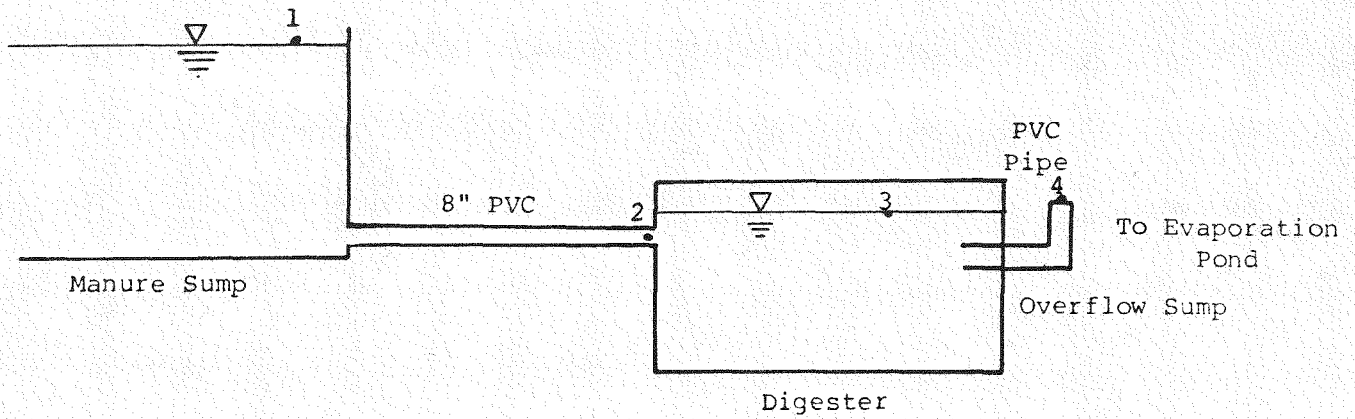 1
8" PVC
2
Manure Sump
3
PVC
Pipe
4
To Evaporation
Pond
Overflow Sump
Digester